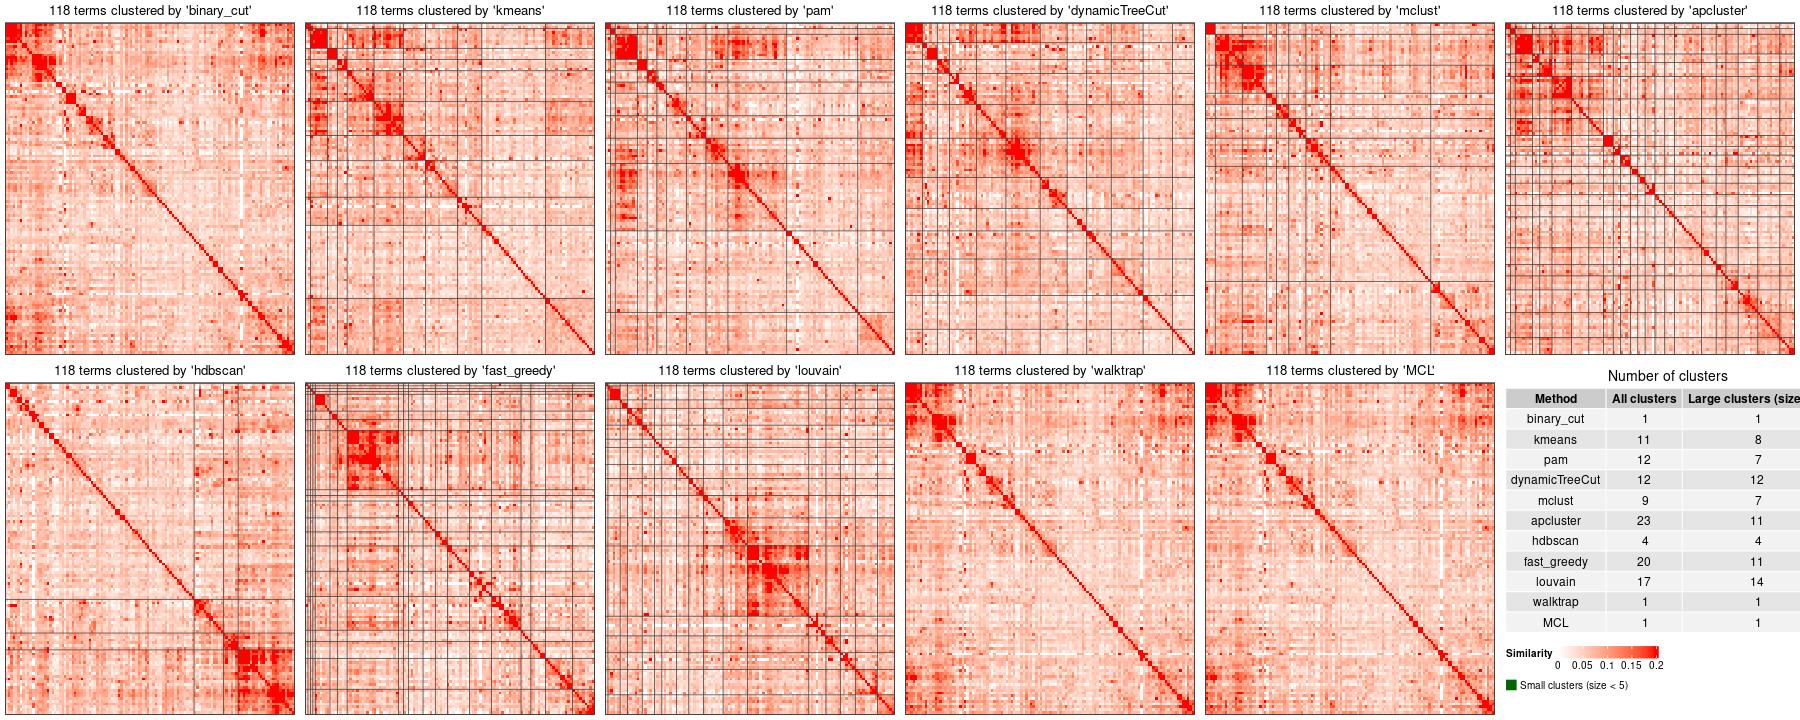 118 terms clustered by 'binary_cut'
118 terms clustered by 'kmeans'
118 terms clustered by 'pam'
118 terms clustered by 'dynamicTreeCut'
118 terms clustered by 'mclust'
118 terms clustered by 'apcluster'
118 terms clustered by 'hdbscan'
118 terms clustered by 'fast_greedy'
118 terms clustered by 'louvain'
118 terms clustered by 'walktrap'
118 terms clustered by 'MCL'
Number of clusters
Method All clusters Large clusters (size
binary_cut 1 1
kmeans 11 8
pam 12 7
dynamicTreeCut 12 12
mclust 9 7
apcluster 23 11
hdbscan 4 4
fast_greedy 20 11
louvain 17 14
walktrap 1 1
MCL 1 1
Similarity
0 0.05 0.1 0.15 0.2
Small clusters (size < 5)